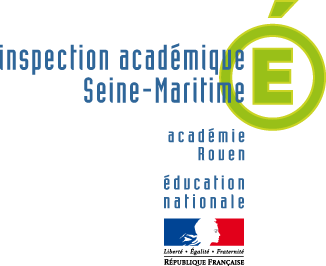 inspection académique
Seine-Maritime
É
académie
Rouen
éducation
nationale
Liberté • Égalité • Fraternité
RÉPUBLIQUE FRANÇAISE